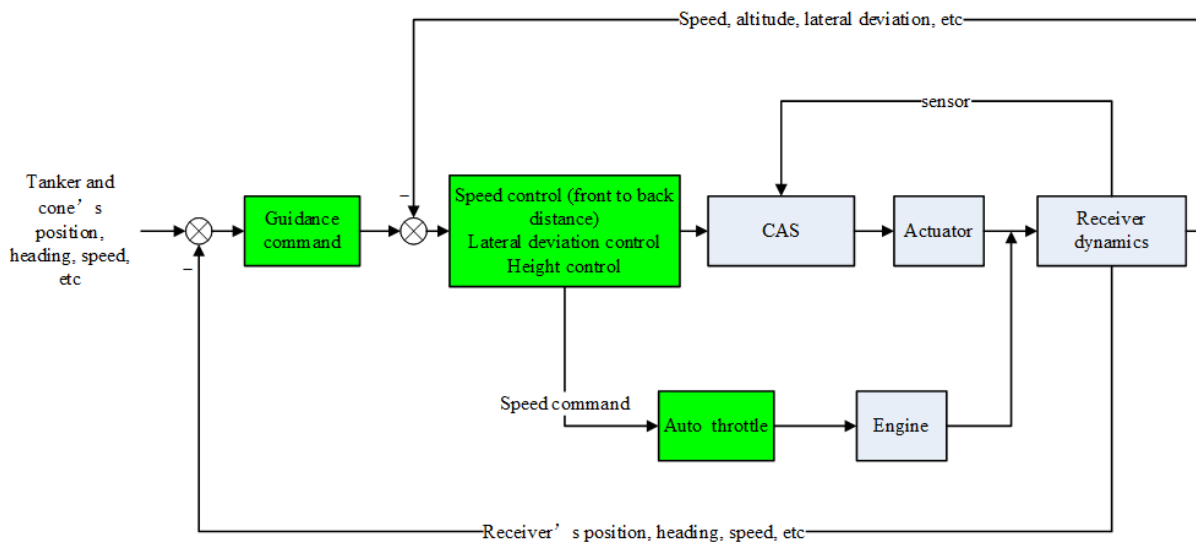 Speed, altitude, lateral deviation, etc
sensor
Tanker and
cone’s
position,
heading, speed,
etc
Guidance
command
Speed control (front to back
distance)
Lateral deviation control
Height control
CAS
Actuator
Receiver
dynamics
Speed command
Auto throttle
Engine
Receiver’s position, heading, speed, etc